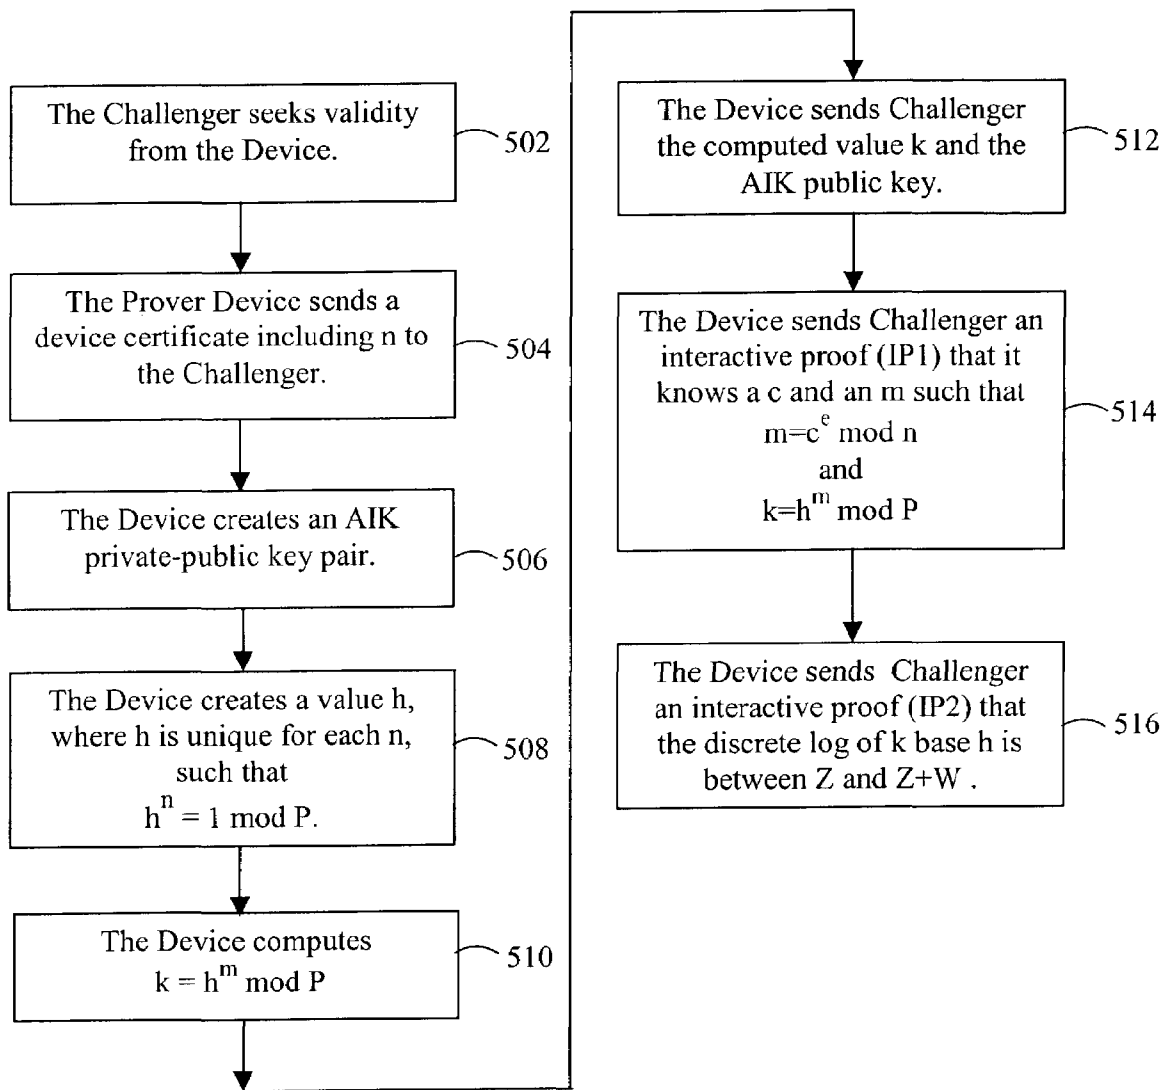 The Challenger seeks validity
from the Device.
502
The Prover Device sends a
device certificate including n to
the Challenger.
504
The Device creates an AIK
private-public key pair.
506
The Device creates a value h,
where h is unique for each n,
such that
h^n = 1 mod P.
508
The Device computes
k = h^m mod P
510
The Device sends Challenger
the computed value k and the
AIK public key.
512
The Device sends Challenger an
interactive proof (IP1) that it
knows a c and an m such that
m=c^e mod n
and
k=h^m mod P
514
The Device sends Challenger
an interactive proof (IP2) that
the discrete log of k base h is
between Z and Z+W .
516